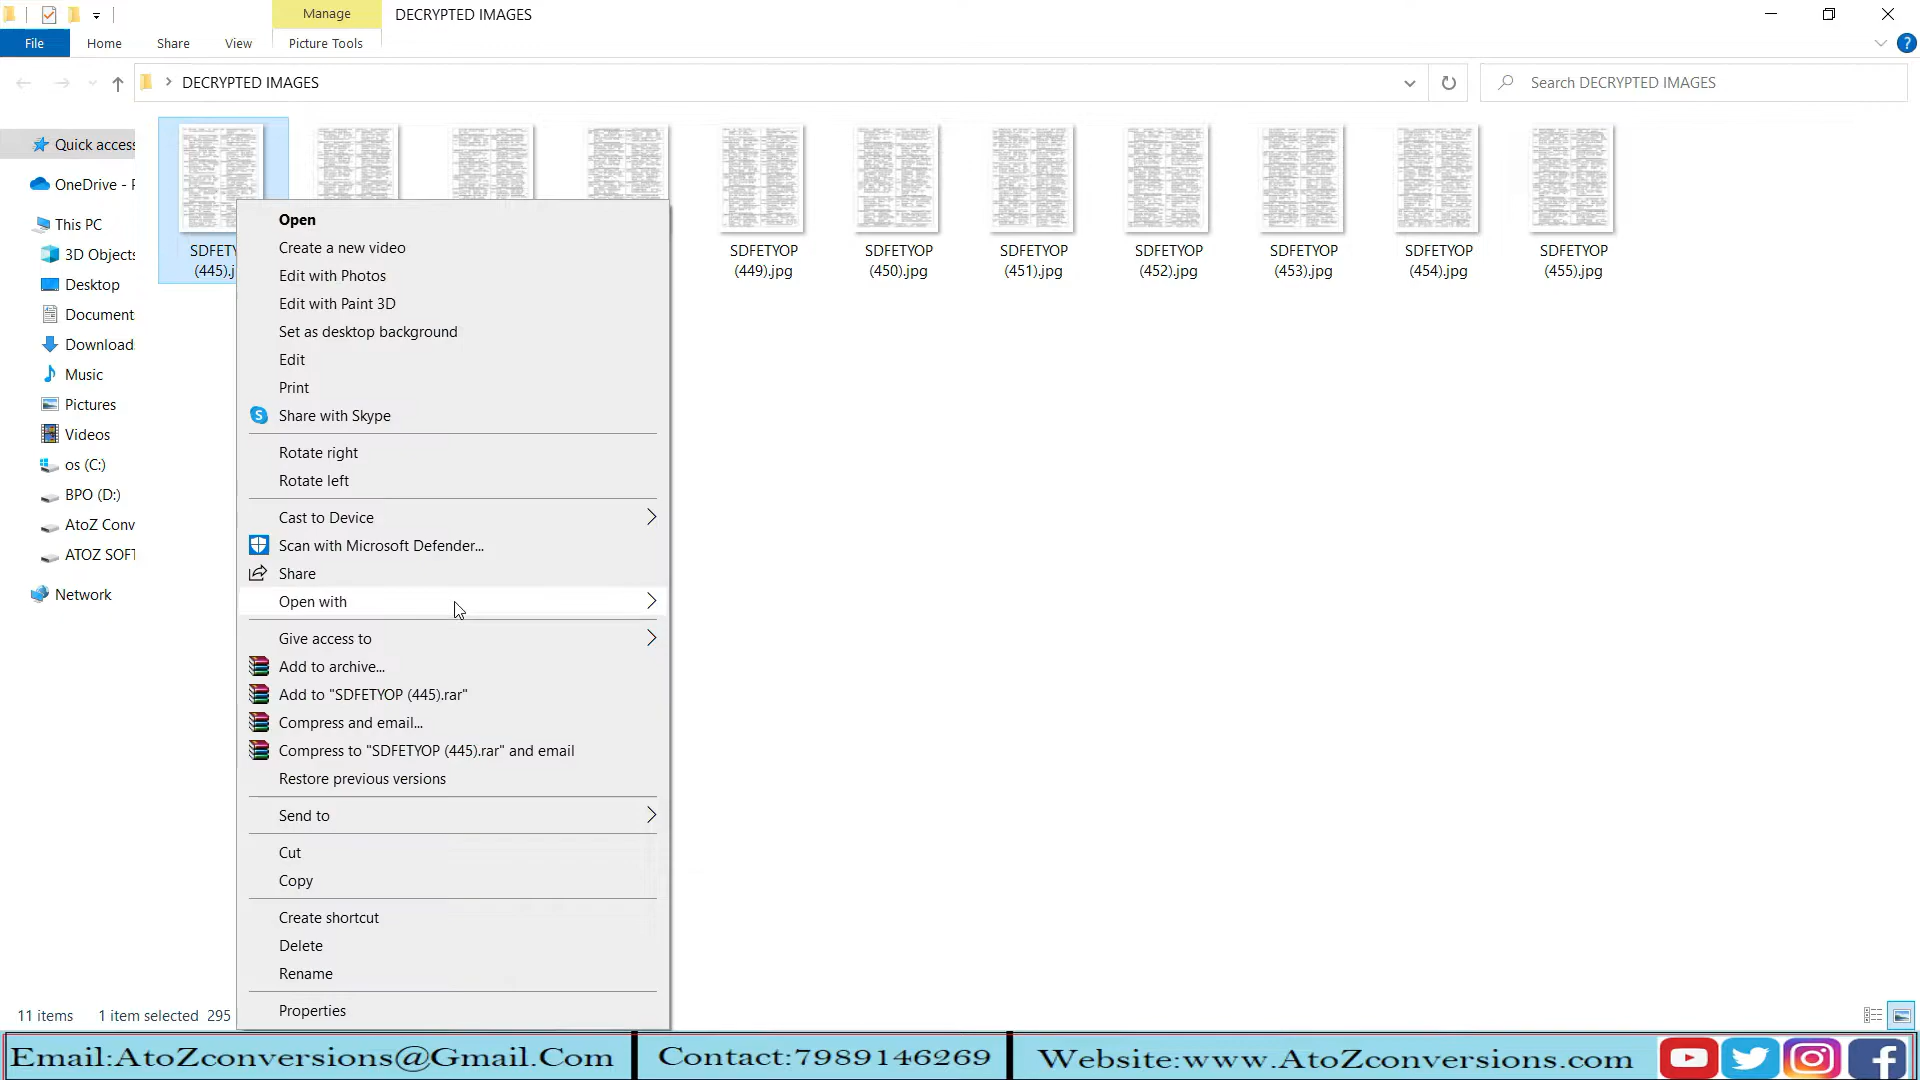 Manage
DECRYPTED IMAGES
File
Home
Share
View
Picture Tools
DECRYPTED IMAGES
Search DECRYPTED IMAGES
Quick access
OneDrive - P
This PC
3D Objects
Desktop
Document
Download
Music
Pictures
Videos
os (C:)
BPO (D:)
AtoZ Conv
ATOZ SOFT
Network
SDFETY
(445).j
SDFETYOP
(449).jpg
SDFETYOP
(450).jpg
SDFETYOP
(451).jpg
SDFETYOP
(452).jpg
SDFETYOP
(453).jpg
SDFETYOP
(454).jpg
SDFETYOP
(455).jpg
Open
Create a new video
Edit with Photos
Edit with Paint 3D
Set as desktop background
Edit
Print
Share with Skype
Rotate right
Rotate left
Cast to Device
Scan with Microsoft Defender...
Share
Open with
Give access to
Add to archive...
Add to "SDFETYOP (445).rar"
Compress and email...
Compress to "SDFETYOP (445).rar" and email
Restore previous versions
Send to
Cut
Copy
Create shortcut
Delete
Rename
Properties
11 items
1 item selected 295
Email:AtoZconversions@Gmail.Com
Contact:7989146269
Website:www.AtoZconversions.com